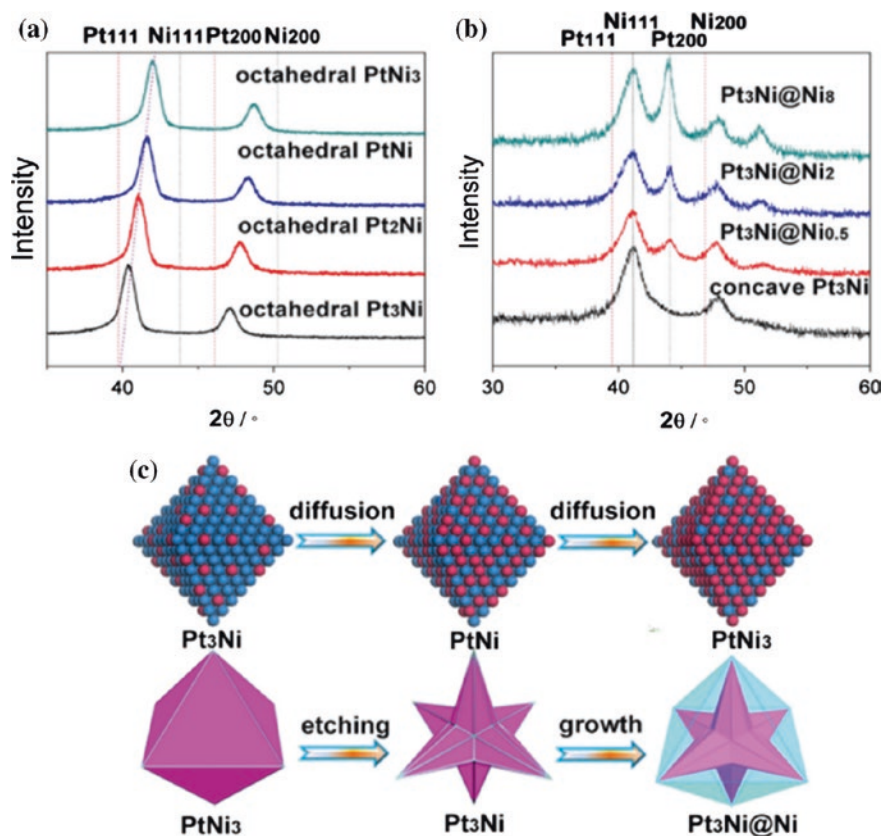 (a)
Pt111 Ni111 Pt200 Ni200
octahedral PtNi3
octahedral PtNi
octahedral Pt2Ni
octahedral Pt3Ni
Intensity
40 50 60
2θ / °
(b)
Ni111 Ni200
Pt111 Pt200
Pt3Ni@Ni8
Pt3Ni@Ni2
Pt3Ni@Ni0.5
concave Pt3Ni
Intensity
30 40 50 60
2θ / °
(c)
diffusion diffusion
Pt3Ni PtNi PtNi3
etching growth
PtNi3 Pt3Ni Pt3Ni@Ni